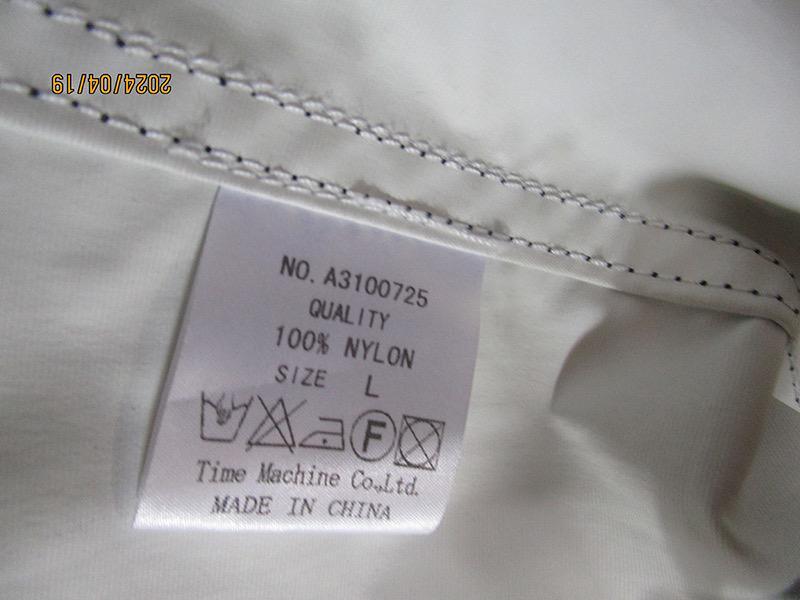 2024/04/19
NO. A3100725
QUALITY
100% NYLON
SIZE L
F
Time Machine Co.,Ltd.
MADE IN CHINA